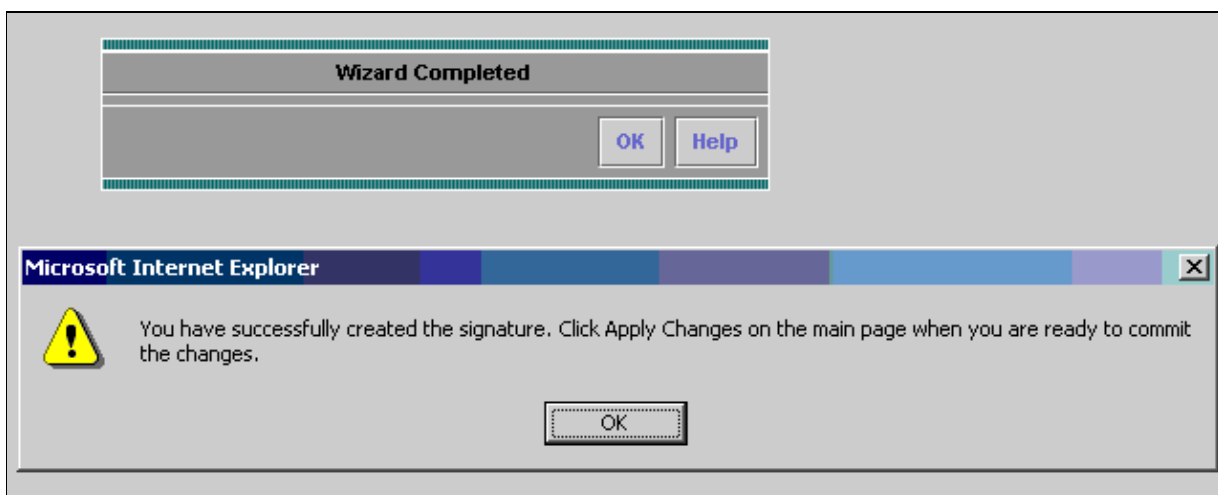 Wizard Completed
OK Help
Microsoft Internet Explorer
You have successfully created the signature. Click Apply Changes on the main page when you are ready to commit
the changes.
OK